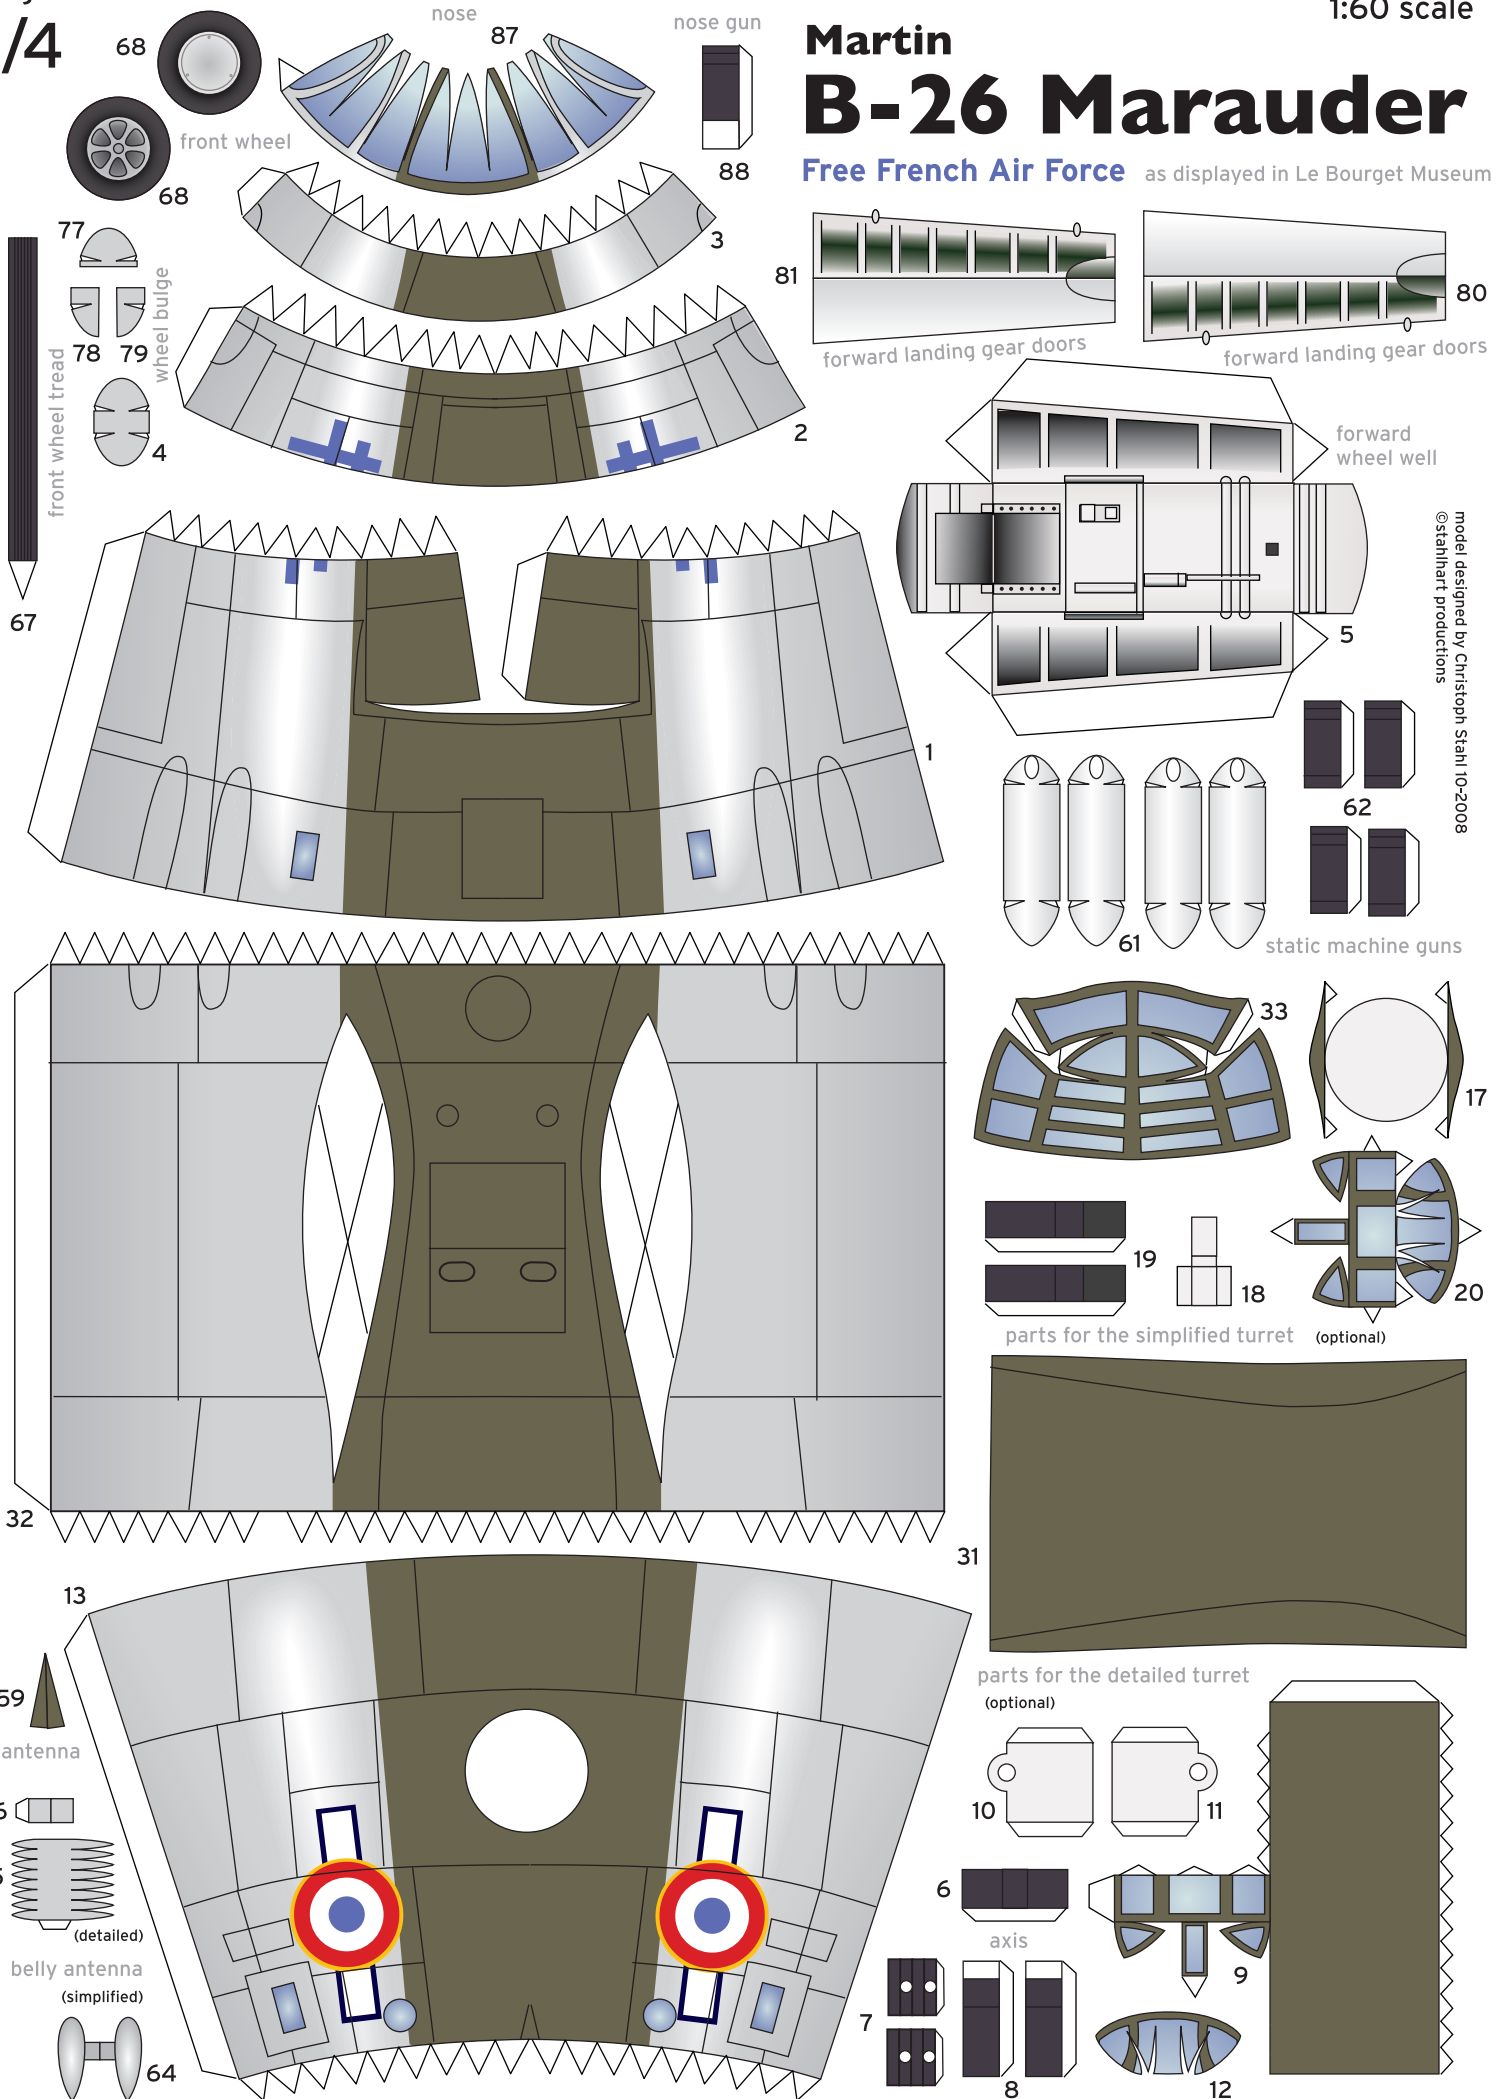 1:60 scale
/4
Martin
B-26 Marauder
Free French Air Force as displayed in Le Bourget Museum
nose
87
nose gun
88
68
front wheel
68
3
77
78
79
wheel bulge
4
front wheel tread
67
2
81
forward landing gear doors
80
forward landing gear doors
forward
wheel well
5
model designed by Christoph Stahl 10-2008
©stahlhart productions
1
62
61
static machine guns
33
17
19
18
20
parts for the simplified turret (optional)
32
31
13
59
antenna
parts for the detailed turret
(optional)
10
11
6
axis
9
7
8
12
(detailed)
belly antenna
(simplified)
64